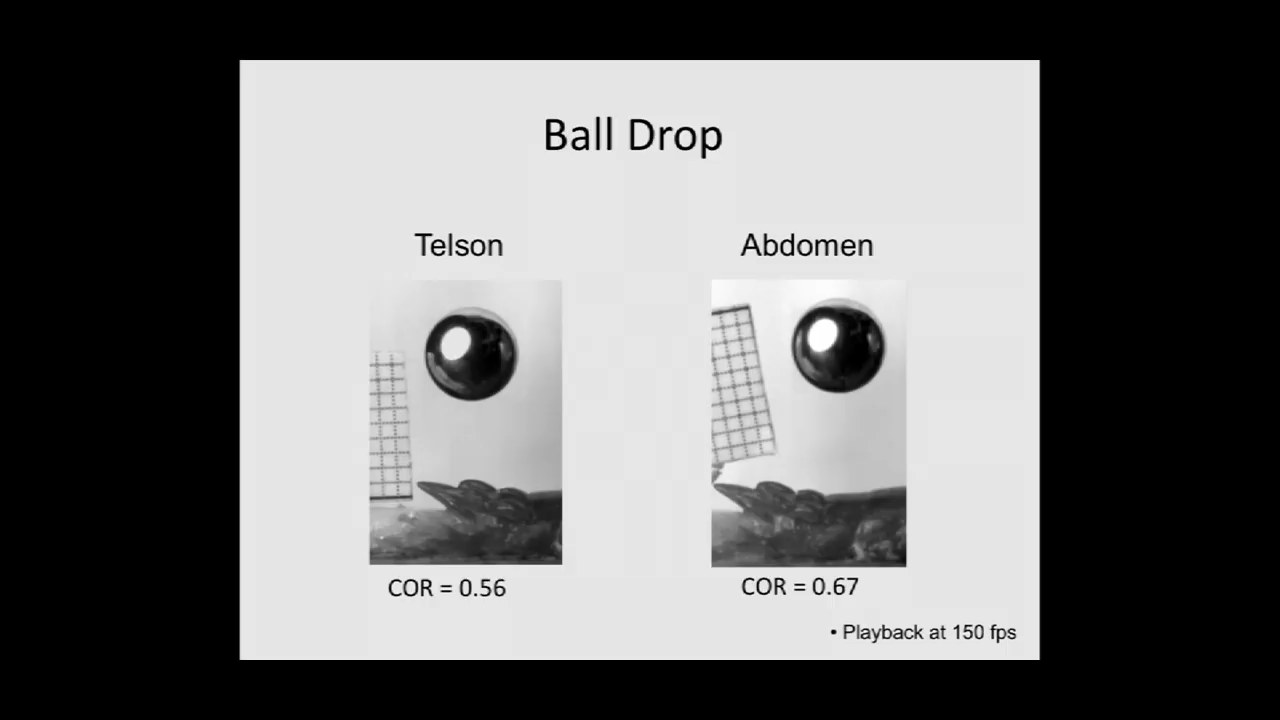 Ball Drop
Telson
Abdomen
COR = 0.56
COR = 0.67
• Playback at 150 fps